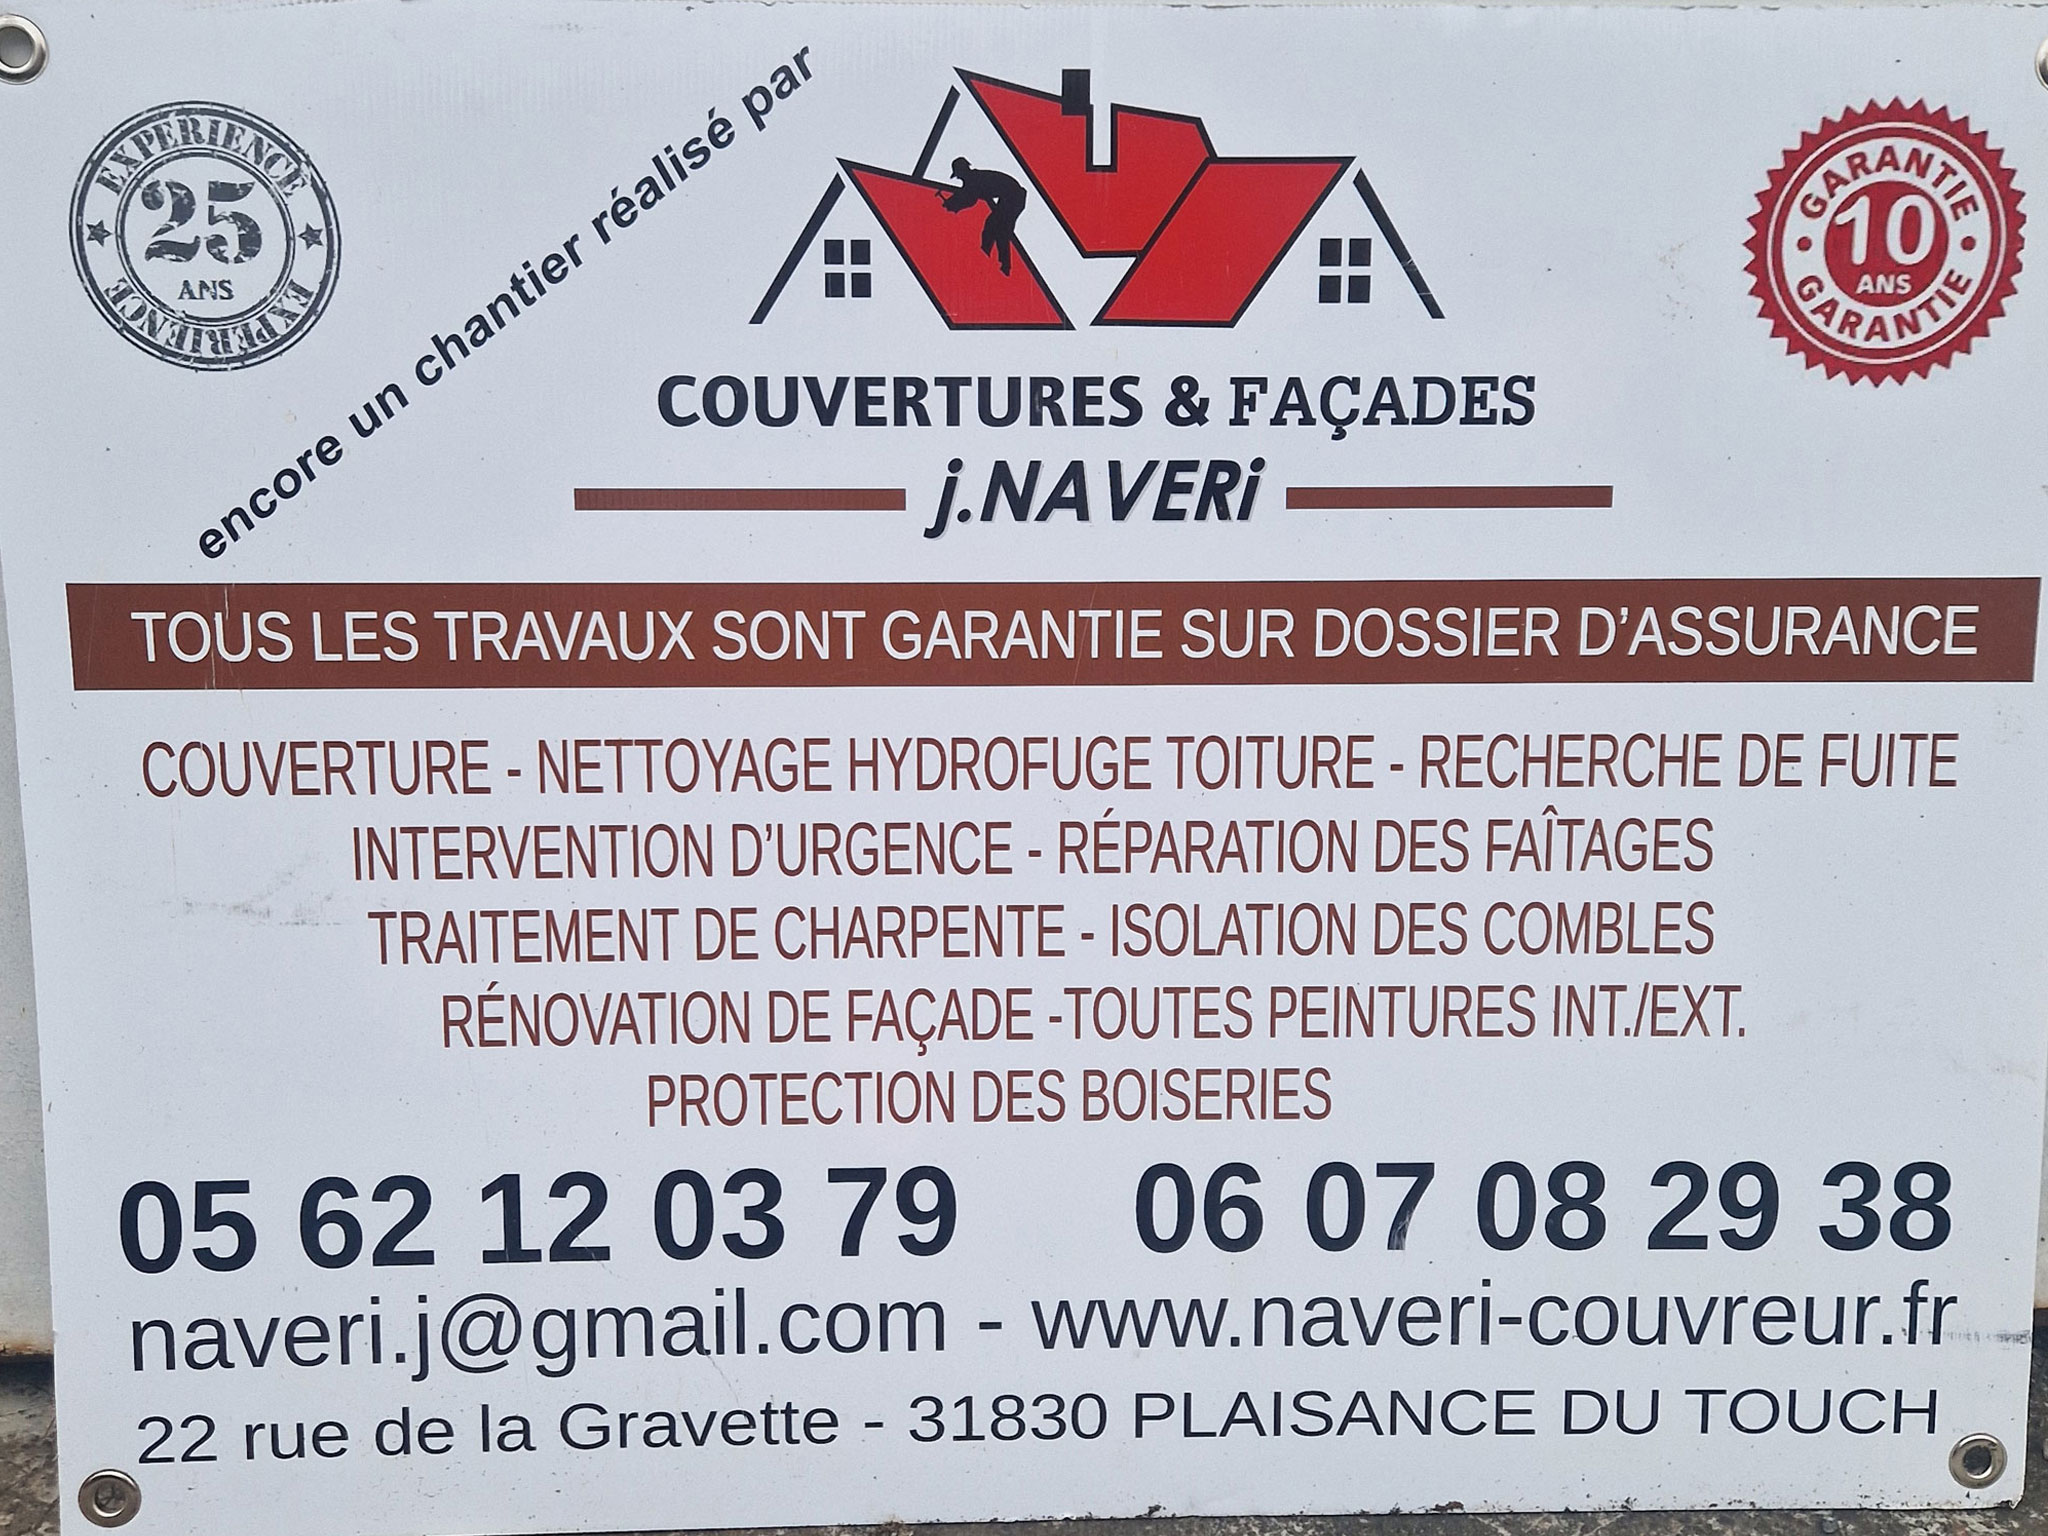 EXPÉRIENCE
25
ANS
EXPÉRIENCE
encore un chantier réalisé par
GARANTIE
10
ANS
GARANTIE
COUVERTURES & FAÇADES
j.NAVERi
TOUS LES TRAVAUX SONT GARANTIE SUR DOSSIER D'ASSURANCE
COUVERTURE - NETTOYAGE HYDROFUGE TOITURE - RECHERCHE DE FUITE
INTERVENTION D'URGENCE - RÉPARATION DES FAÎTAGES
TRAITEMENT DE CHARPENTE - ISOLATION DES COMBLES
RÉNOVATION DE FAÇADE -TOUTES PEINTURES INT./EXT.
PROTECTION DES BOISERIES
05 62 12 03 79 06 07 08 29 38
naveri.j@gmail.com - www.naveri-couvreur.fr
22 rue de la Gravette - 31830 PLAISANCE DU TOUCH